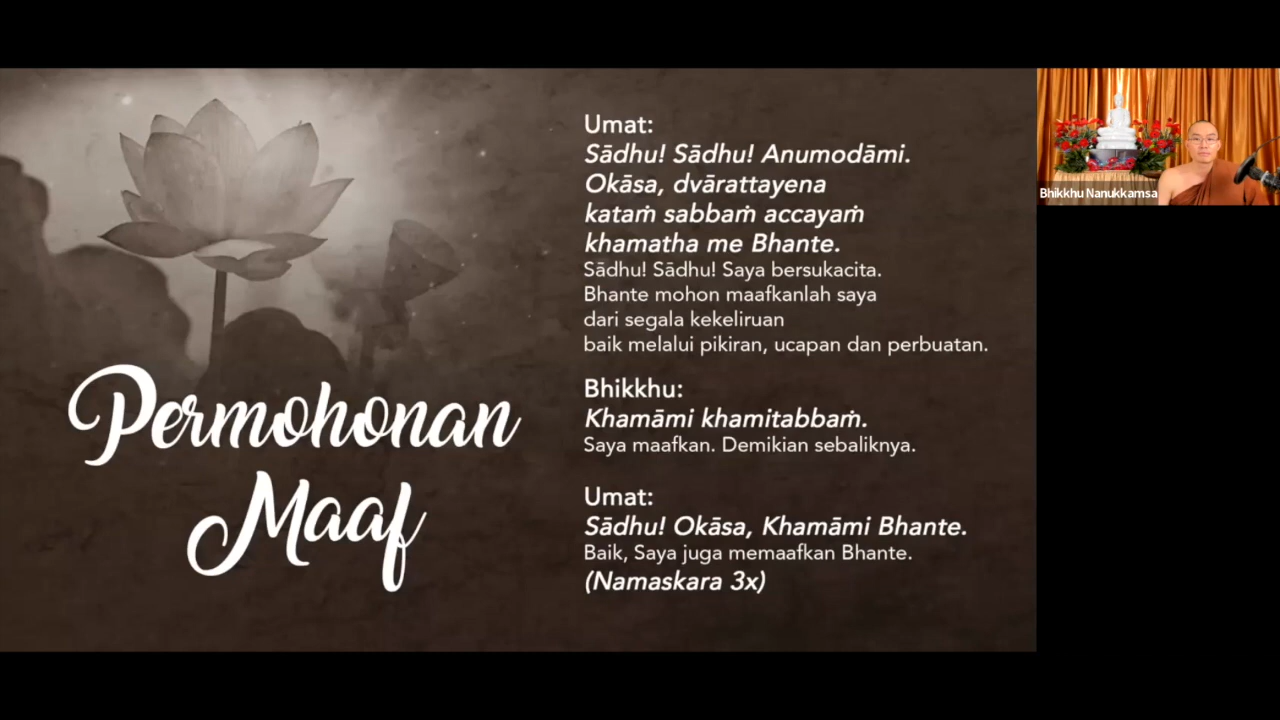 Permohonan
Maaf
Umat:
Sādhu! Sādhu! Anumodāmi.
Okāsa, dvārattayena
kataṁ sabbaṁ accayaṁ
khamatha me Bhante.
Sādhu! Sādhu! Saya bersukacita.
Bhante mohon maafkanlah saya
dari segala kekeliruan
baik melalui pikiran, ucapan dan perbuatan.
Bhikkhu:
Khamāmi khamitabbaṁ.
Saya maafkan. Demikian sebaliknya.
Umat:
Sādhu! Okāsa, Khamāmi Bhante.
Baik, Saya juga memaafkan Bhante.
(Namaskara 3x)
Bhikkhu Nanukkamsa